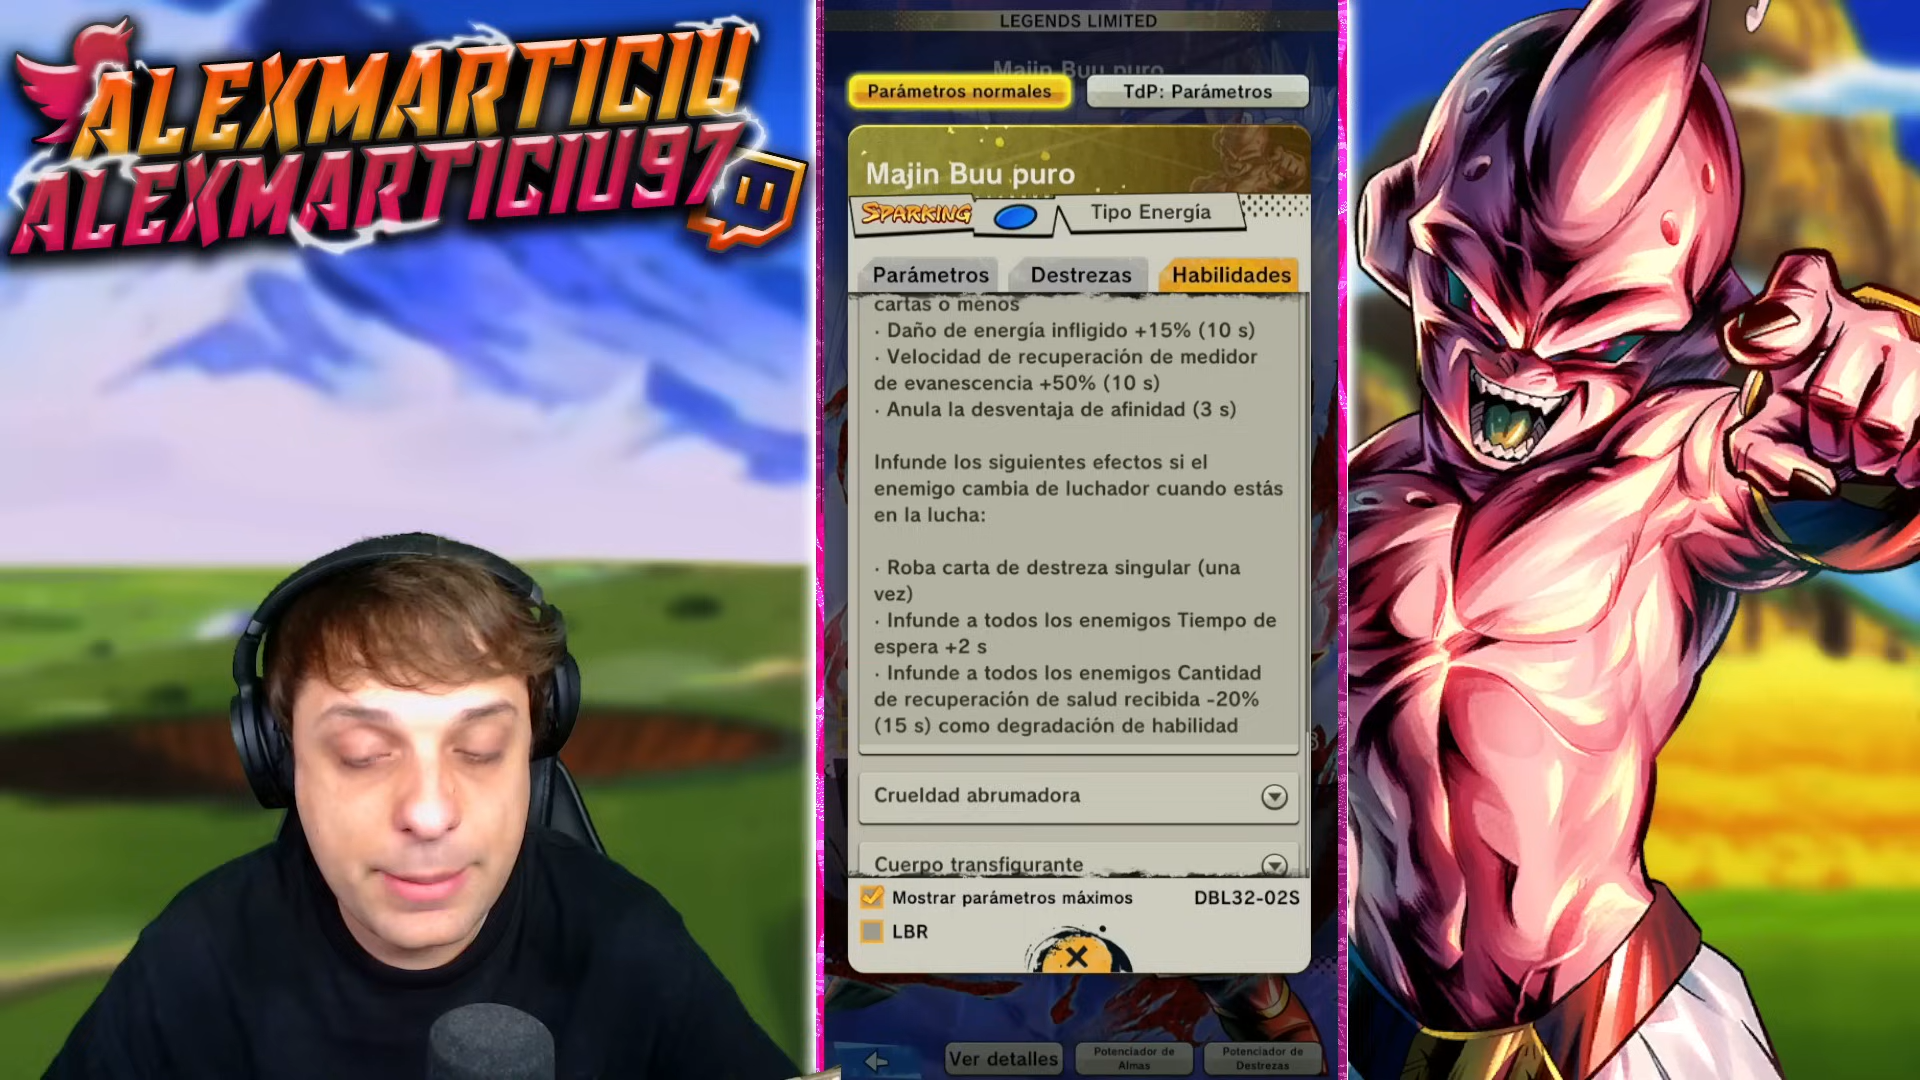 ALEXMARTICIU
ALEXMARTICIU97
LEGENDS LIMITED
Majin Buu puro
Parámetros normales
TdP: Parámetros
Majin Buu puro
SPARKING
Tipo Energía
Parámetros
Destrezas
Habilidades
cartas o menos
· Daño de energía infligido +15% (10 s)
· Velocidad de recuperación de medidor
de evanescencia +50% (10 s)
· Anula la desventaja de afinidad (3 s)
Infunde los siguientes efectos si el
enemigo cambia de luchador cuando estás
en la lucha:
· Roba carta de destreza singular (una
vez)
· Infunde a todos los enemigos Tiempo de
espera +2 s
· Infunde a todos los enemigos Cantidad
de recuperación de salud recibida -20%
(15 s) como degradación de habilidad
Crueldad abrumadora
Cuerpo transfigurante
Mostrar parámetros máximos
DBL32-02S
LBR
Ver detalles
Potenciador de
Almas
Potenciador de
Destrezas